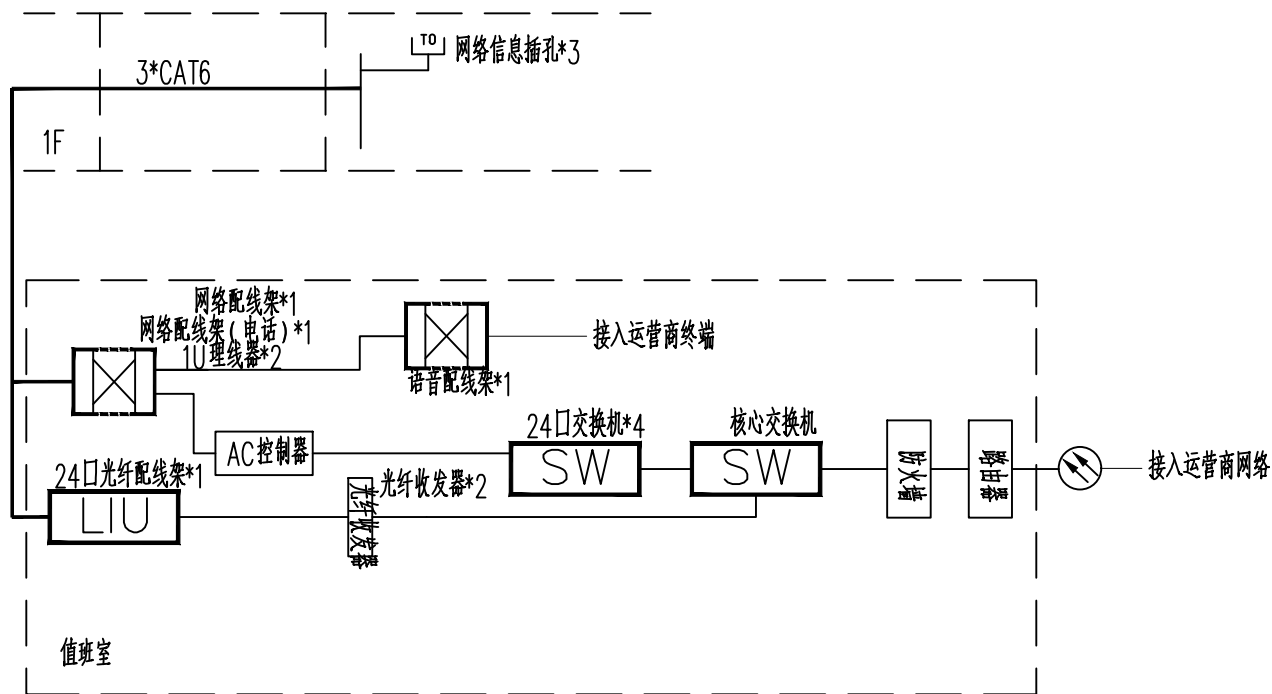 TO
网络信息插孔*3
3*CAT6
1F
网络配线架*1
网络配线架(电话)*1
1U理线器*2
语音配线架*1
接入运营商终端
AC控制器
24口交换机*4
SW
核心交换机
SW
防火墙
路由器
接入运营商网络
24口光纤配线架*1
LIU
光纤收发器*2
光纤收发器
值班室